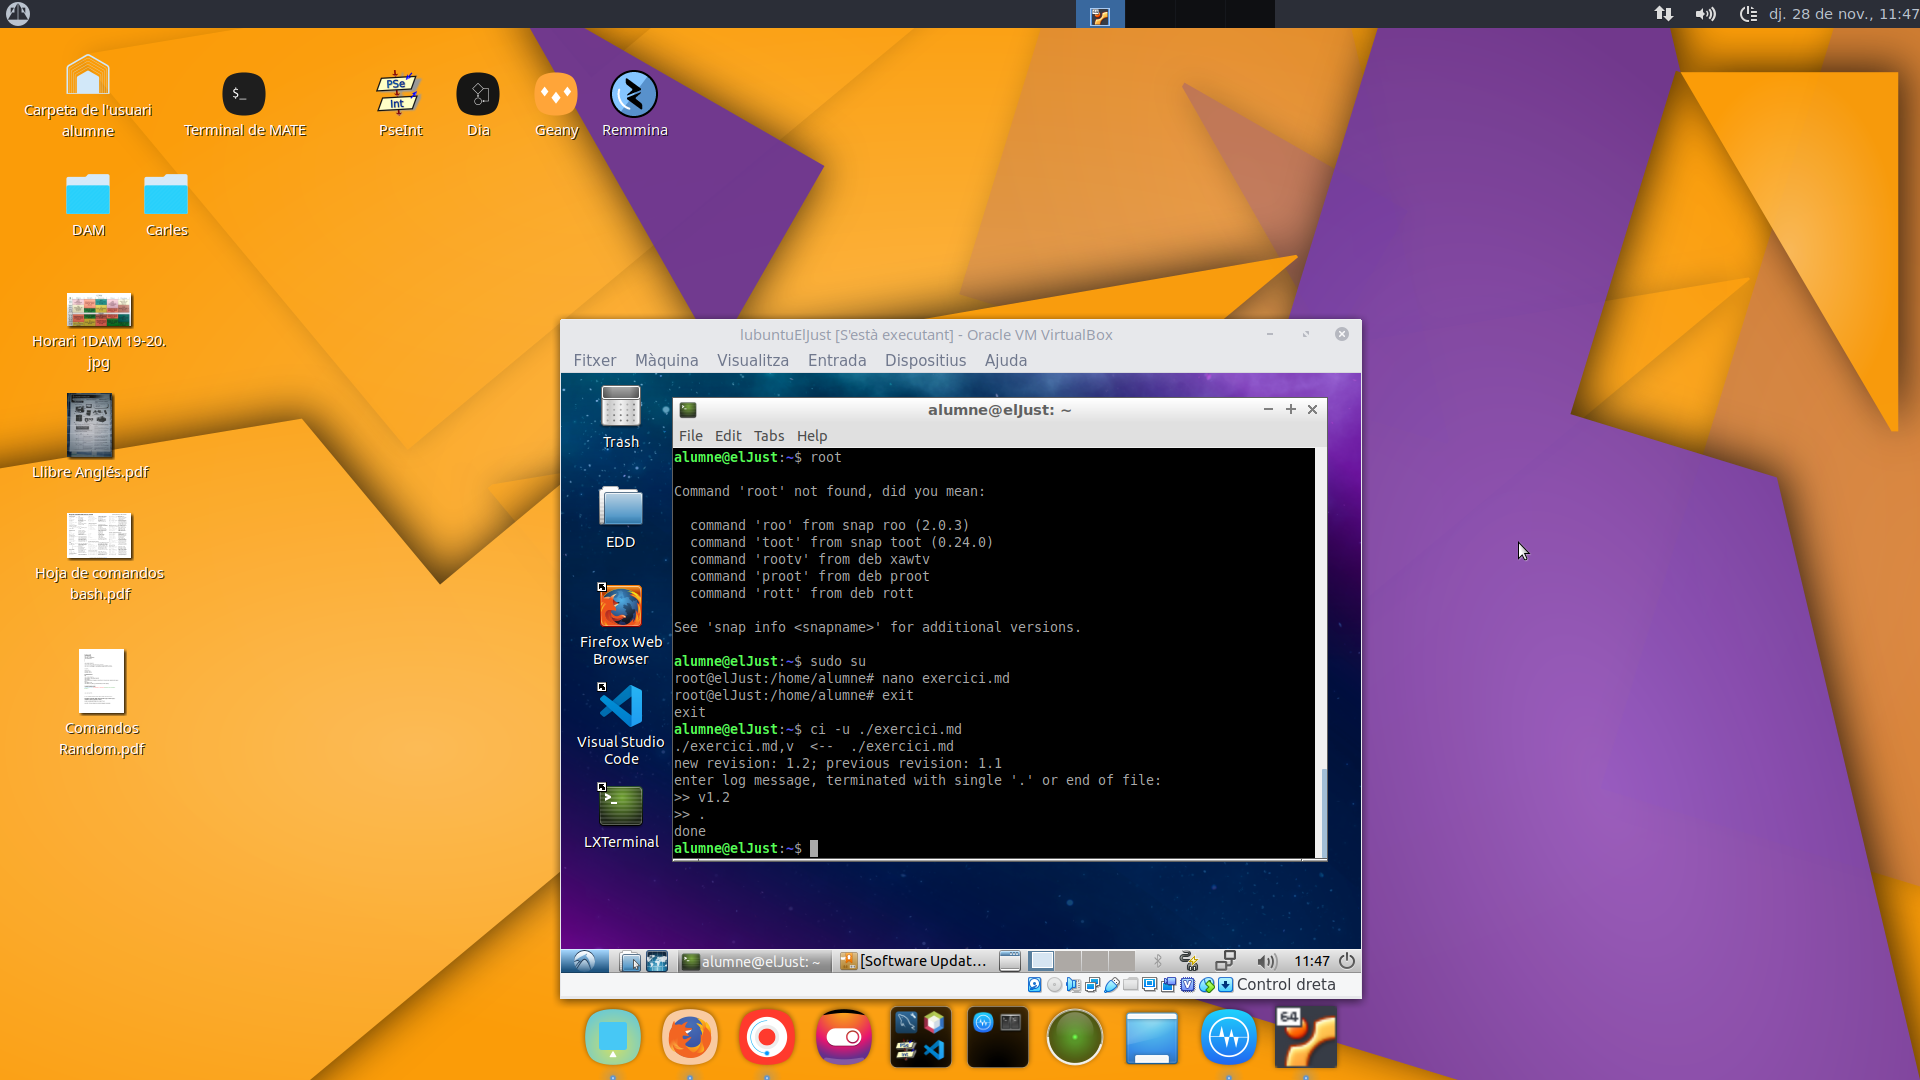 dj. 28 de nov., 11:47
Carpeta de l'usuari
alumne
$_
Terminal de MATE
PSe
Int
PseInt
Dia
Geany
Remmina
DAM
Carles
Horari 1DAM 19-20.
jpg
Llibre Anglés.pdf
Hoja de comandos
bash.pdf
Comandos
Random.pdf
lubuntuElJust [S'està executant] - Oracle VM VirtualBox
Fitxer Màquina Visualitza Entrada Dispositius Ajuda
Trash
EDD
Firefox Web
Browser
Visual Studio
Code
>_
LXTerminal
alumne@elJust: ~
File Edit Tabs Help
alumne@elJust:~$ root
Command 'root' not found, did you mean:
command 'roo' from snap roo (2.0.3)
command 'toot' from snap toot (0.24.0)
command 'rootv' from deb xawtv
command 'proot' from deb proot
command 'rott' from deb rott
See 'snap info <snapname>' for additional versions.
alumne@elJust:~$ sudo su
root@elJust:/home/alumne# nano exercici.md
root@elJust:/home/alumne# exit
exit
alumne@elJust:~$ ci -u ./exercici.md
./exercici.md,v  <--  ./exercici.md
new revision: 1.2; previous revision: 1.1
enter log message, terminated with single '.' or end of file:
>> v1.2
>> .
done
alumne@elJust:~$
alumne@elJust: ~
[Software Updat...
11:47
Control dreta
64